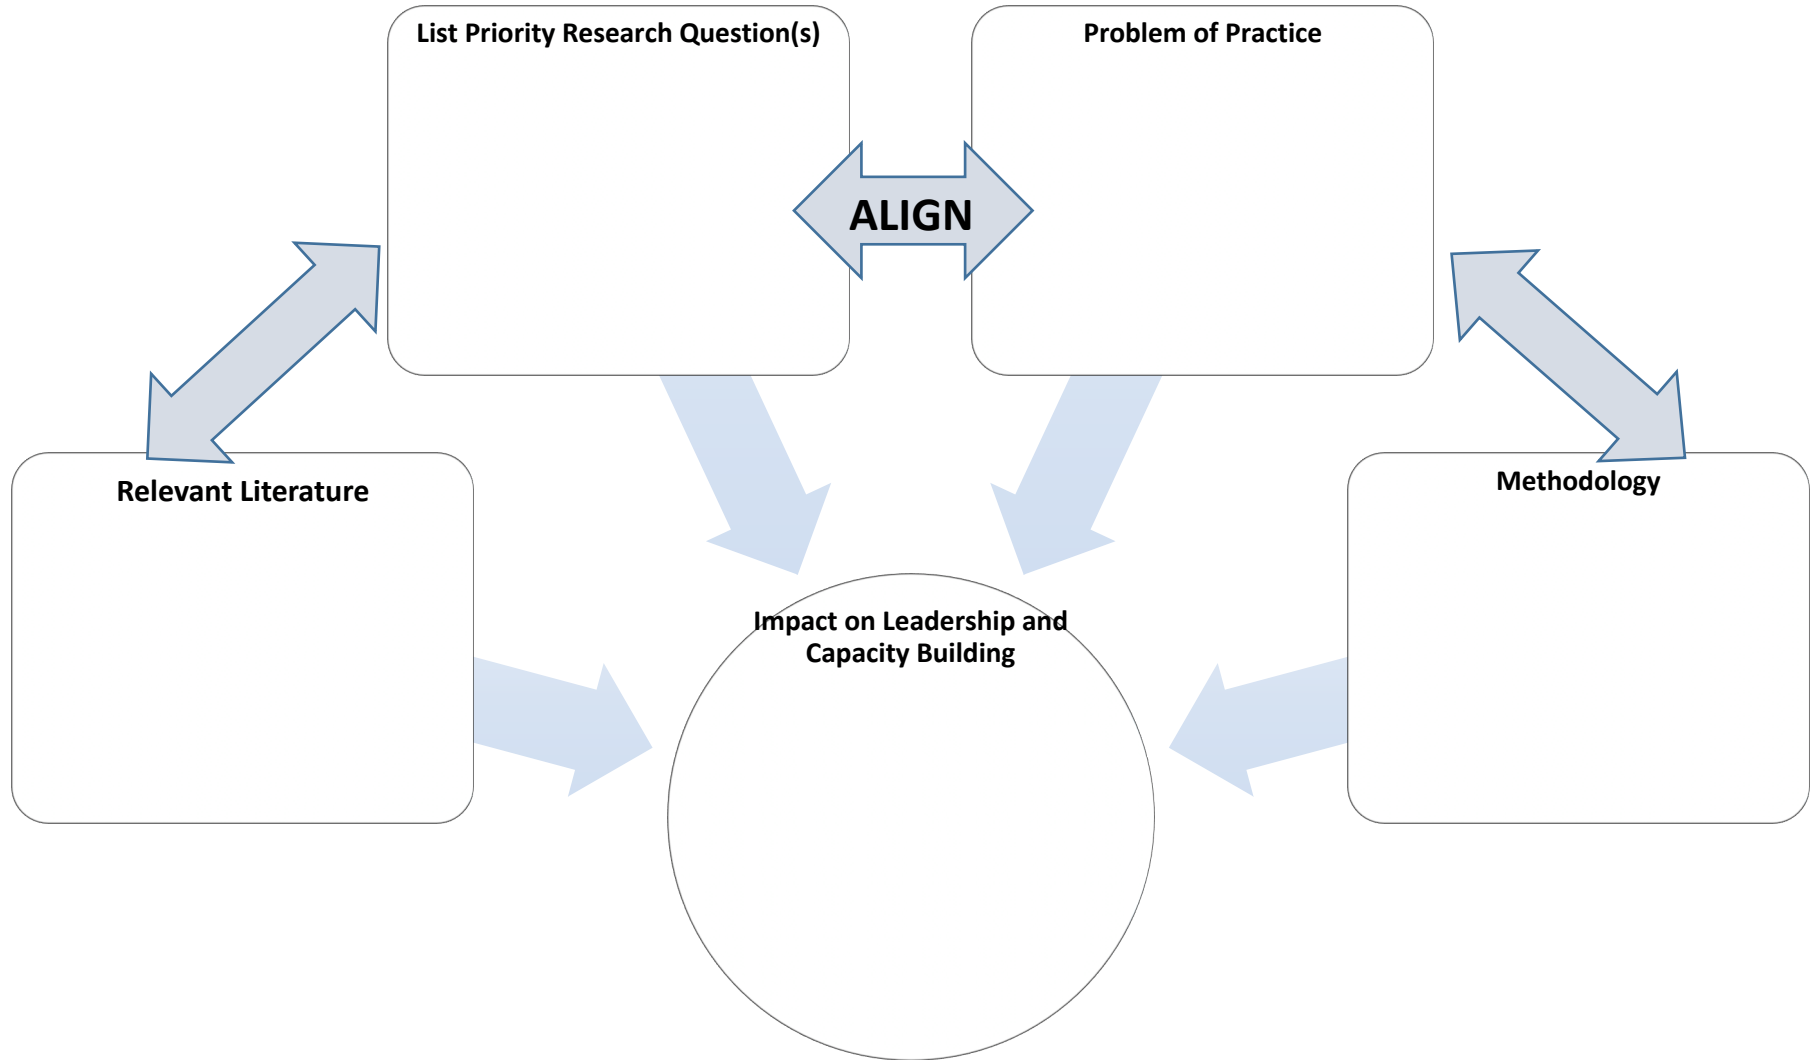 List Priority Research Question(s)
Problem of Practice
ALIGN
Relevant Literature
Methodology
Impact on Leadership and
Capacity Building